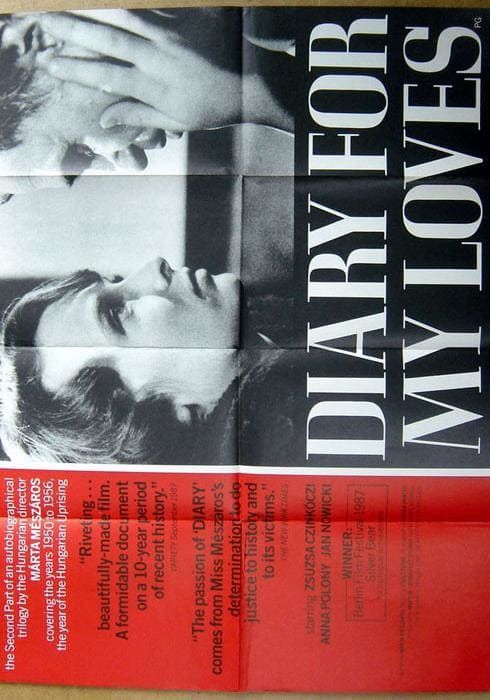 DIARY FOR
MY LOVES
PG
the Second Part of an autobiographical
trilogy by the Hungarian director
MÁRTA MÉSZÁROS
covering the years 1950 to 1956,
the year of the Hungarian Uprising
"Riveting...
beautifully-made film.
A formidable document
on a 10-year period
of recent history."
VARIETY September 1987
"The passion of 'DIARY'
comes from Miss Mészáros's
determination to do
justice to history and
to its victims."
THE NEW YORK TIMES
starring ZSUZSA CZINKÓCZI
ANNA POLONY JAN NOWICKI
WINNER
Berlin Film Festival 1987
Silver Bear